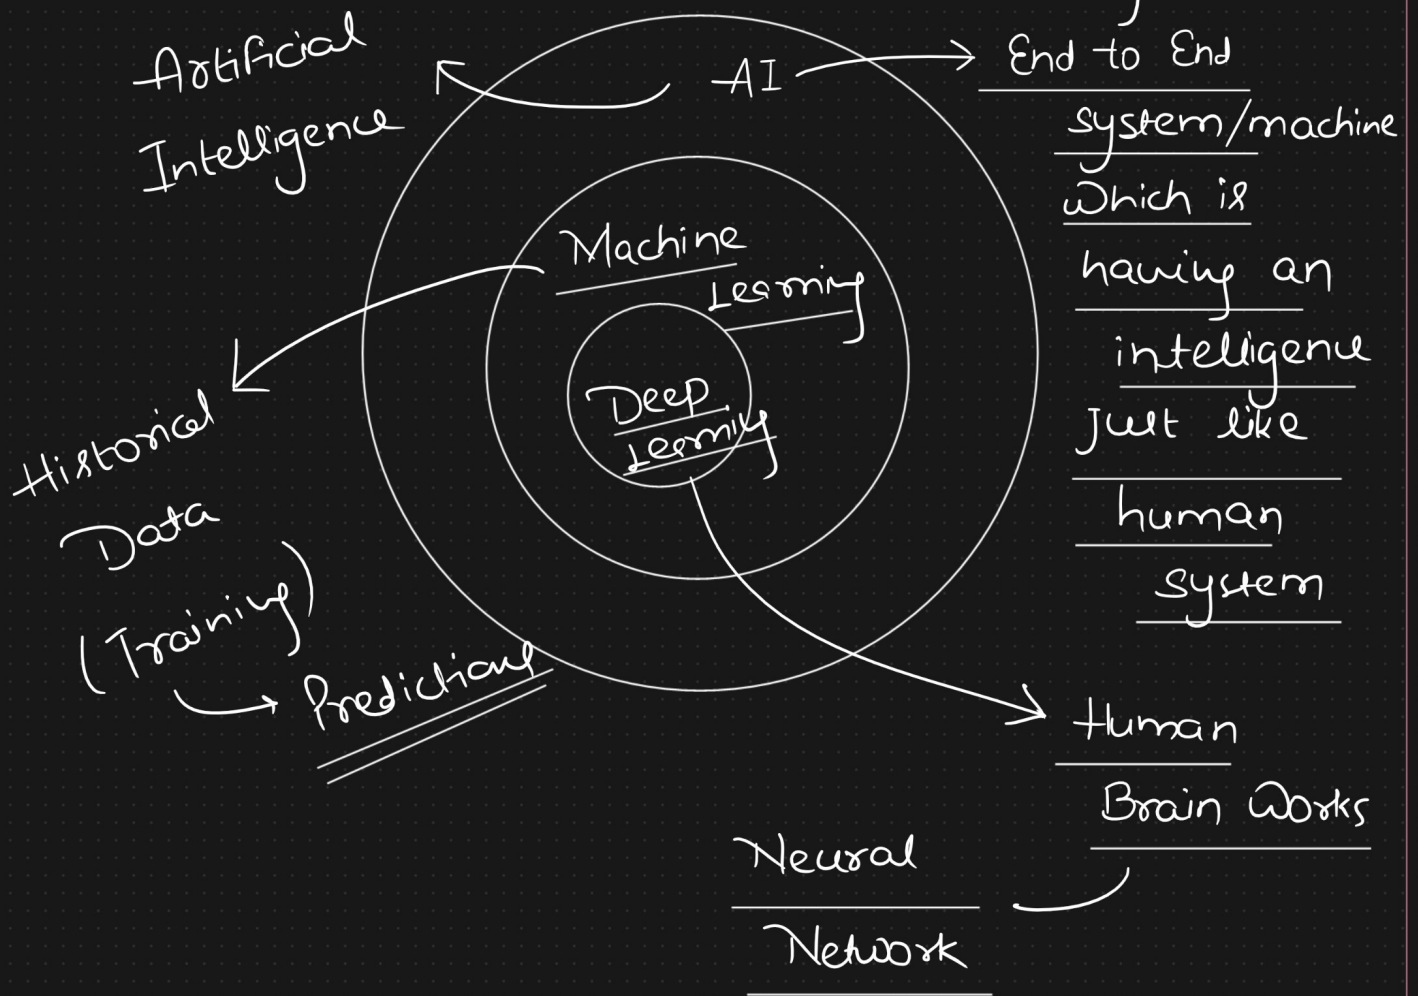 Artificial
Intelligence
AI
End to End
system/machine
which is
having an
intelligence
Just like
human
system
Machine
Learning
Deep
Learning
Historical
Data
(Training)
Predictions
Human
Brain Works
Neural
Network